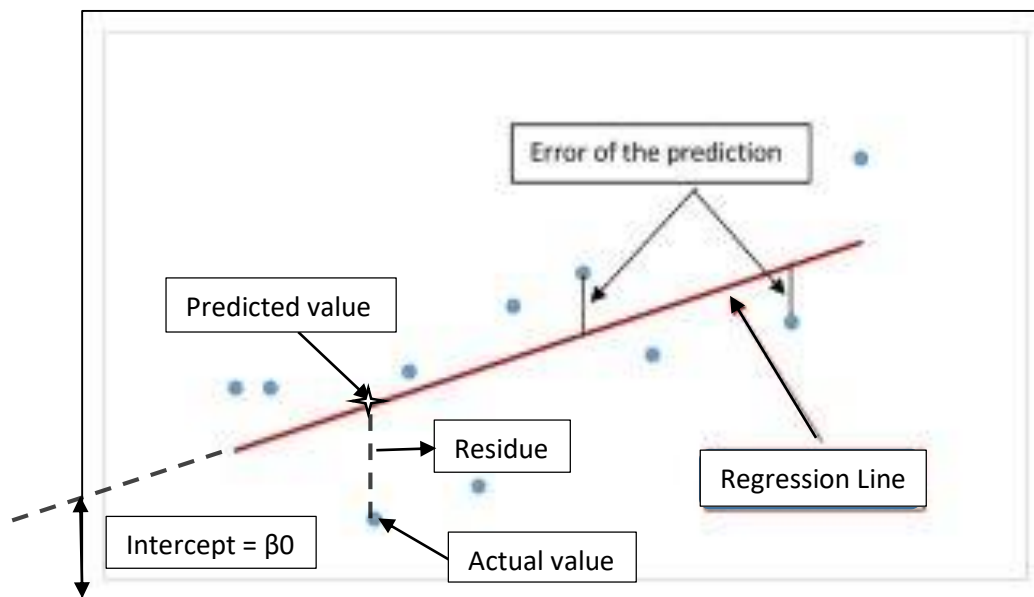 Error of the prediction
Predicted value
Residue
Regression Line
Intercept = β0
Actual value